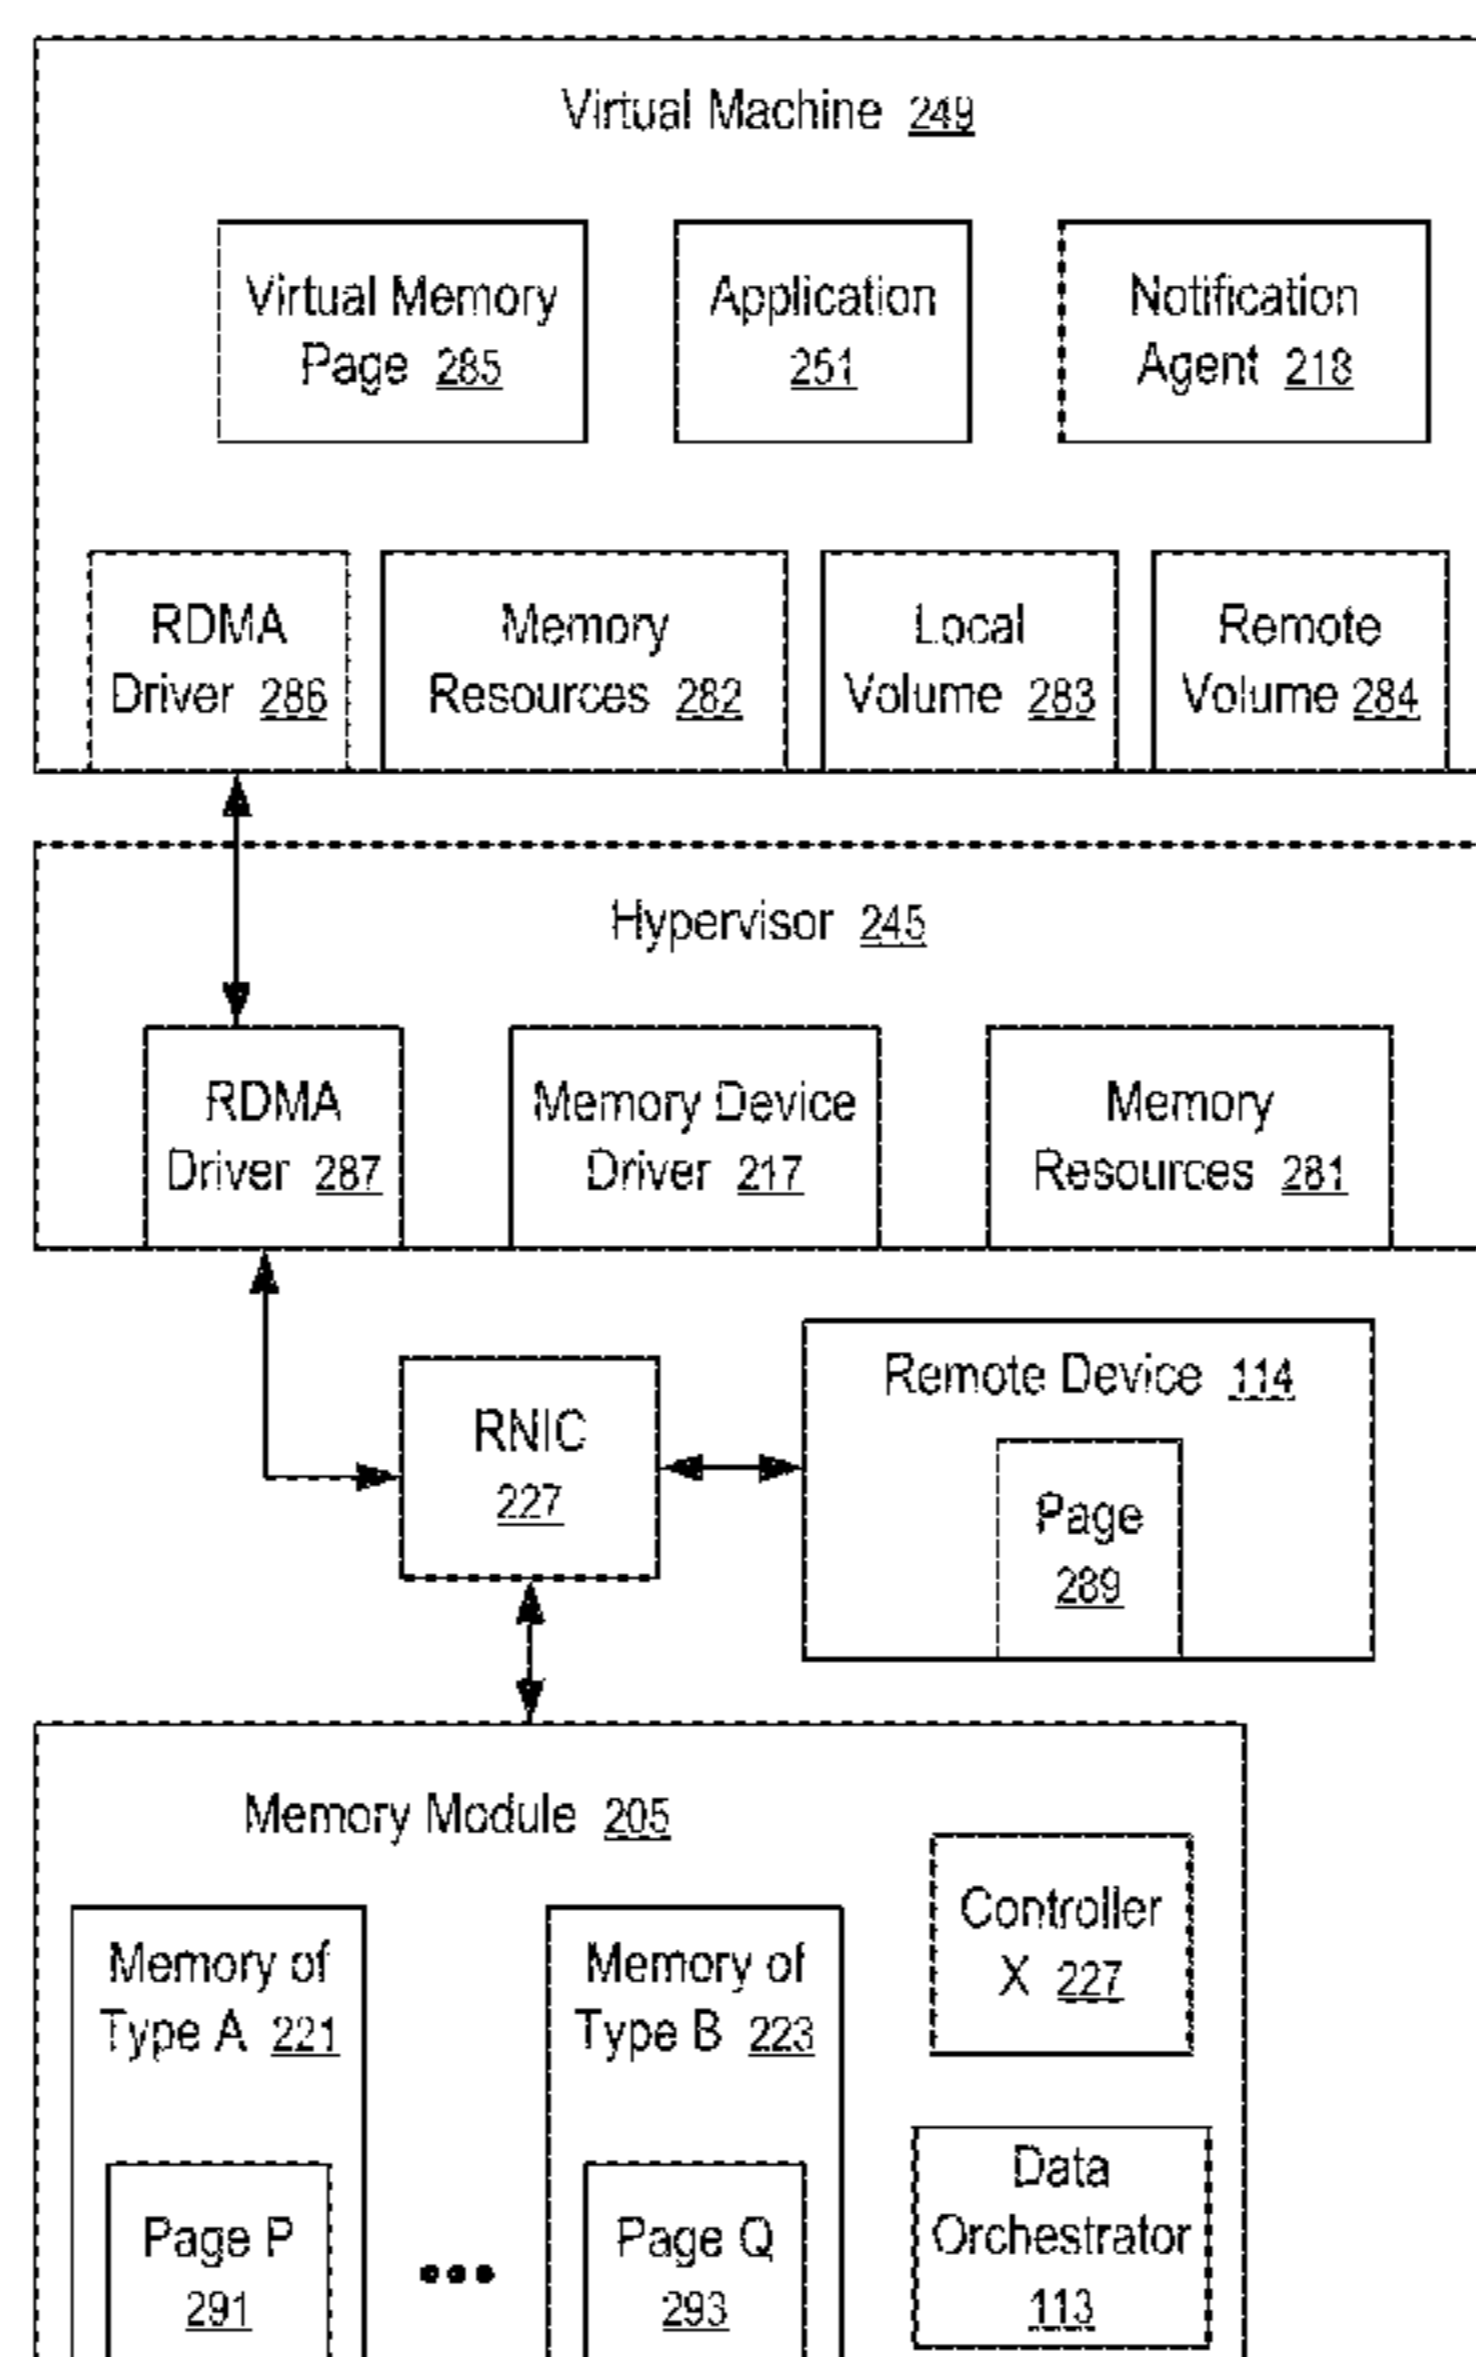 Virtual Machine 249
Virtual Memory
Page 285
Application
251
Notification
Agent 218
RDMA
Driver 286
Memory
Resources 282
Local
Volume 283
Remote
Volume 284
Hypervisor 245
RDMA
Driver 287
Memory Device
Driver 217
Memory
Resources 281
Remote Device 114
RNIC
227
Page
289
Memory Module 205
Controller
X 227
Memory of
Type A 221
Memory of
Type B 223
Data
Orchestrator
113
Page P
291
Page Q
293